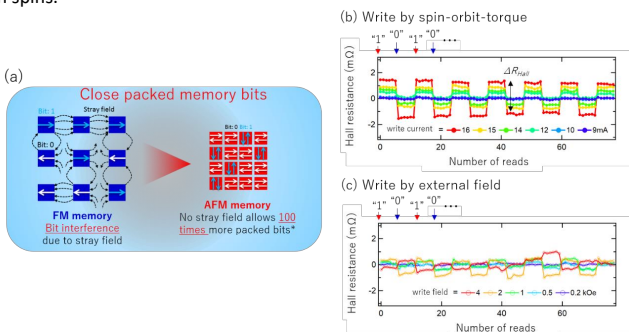 n spins.
(a)
Close packed memory bits
Bit: 1
Stray field
Bit: 0
FM memory
Bit interference
due to stray field
Bit: 0 Bit: 1
AFM memory
No stray field allows 100
times more packed bits*
(b) Write by spin-orbit-torque
"1" "0" "1" "0"
Hall resistance (mΩ)
2
0
-2
ΔRHall
write current = 16 15 14 12 10 9mA
0 20 40 60
Number of reads
(c) Write by external field
"1" "0" "1" "0"
Hall resistance (mΩ)
2
0
-2
write field = 4 2 1 0.5 0.2 kOe
0 20 40 60
Number of reads